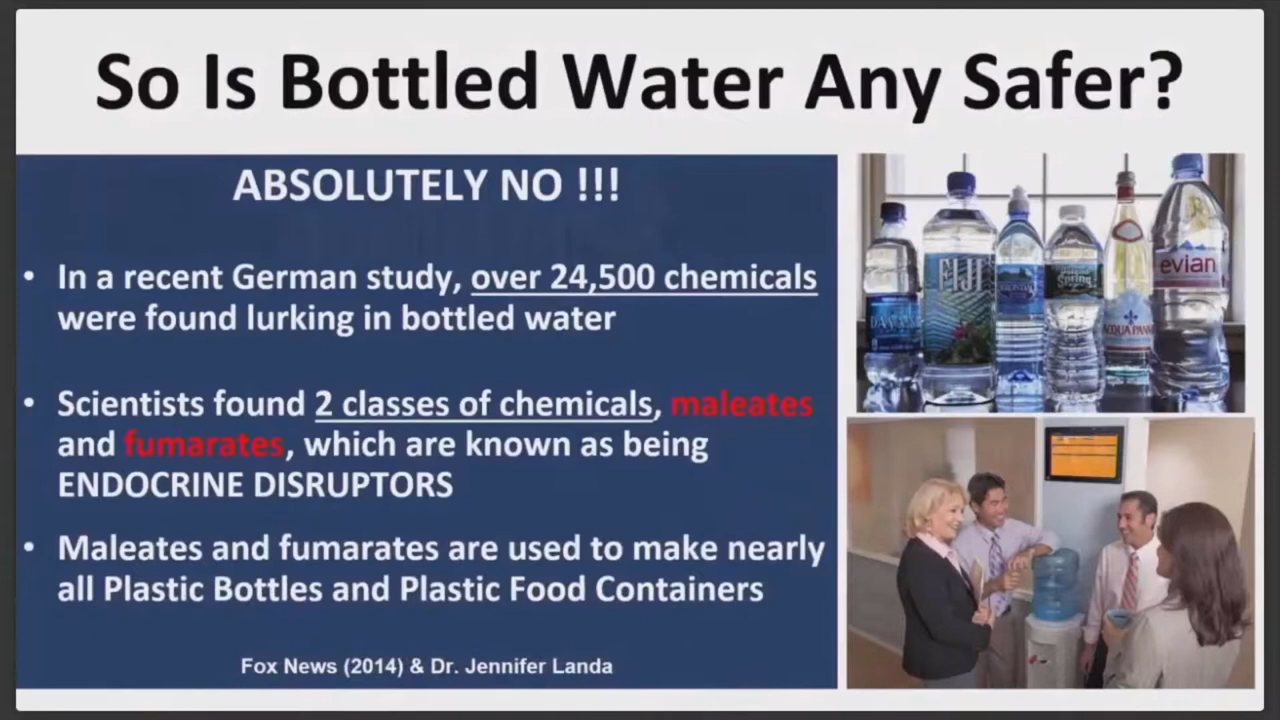 So Is Bottled Water Any Safer?
ABSOLUTELY NO !!!
• In a recent German study, over 24,500 chemicals
were found lurking in bottled water
• Scientists found 2 classes of chemicals, maleates
and fumarates, which are known as being
ENDOCRINE DISRUPTORS
• Maleates and fumarates are used to make nearly
all Plastic Bottles and Plastic Food Containers
Fox News (2014) & Dr. Jennifer Landa
FIJI
Spring
ACQUA PANNA
evian